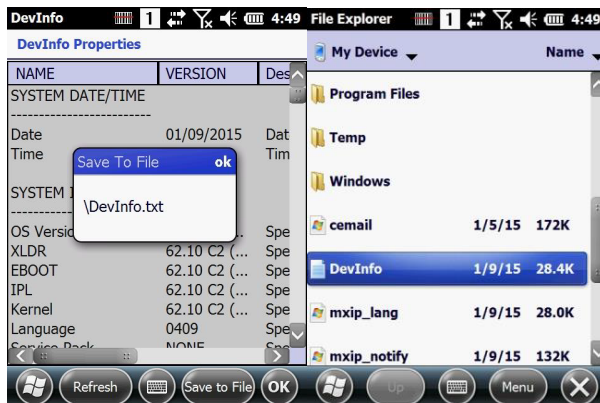 DevInfo 1 4:49
DevInfo Properties
NAME VERSION Des
SYSTEM DATE/TIME
--------------------------
Date 01/09/2015 Dat
Time Tim
Save To File ok
\DevInfo.txt
SYSTEM
OS Versio Spe
XLDR 62.10 C2 (... Spe
EBOOT 62.10 C2 (... Spe
IPL 62.10 C2 (... Spe
Kernel 62.10 C2 (... Spe
Language 0409 Spe
Service Pack NONE Spe
Refresh Save to File OK
File Explorer 1 4:49
My Device Name
Program Files
Temp
Windows
cemail 1/5/15 172K
DevInfo 1/9/15 28.4K
mxip_lang 1/9/15 28.0K
mxip_notify 1/9/15 132K
Up Menu